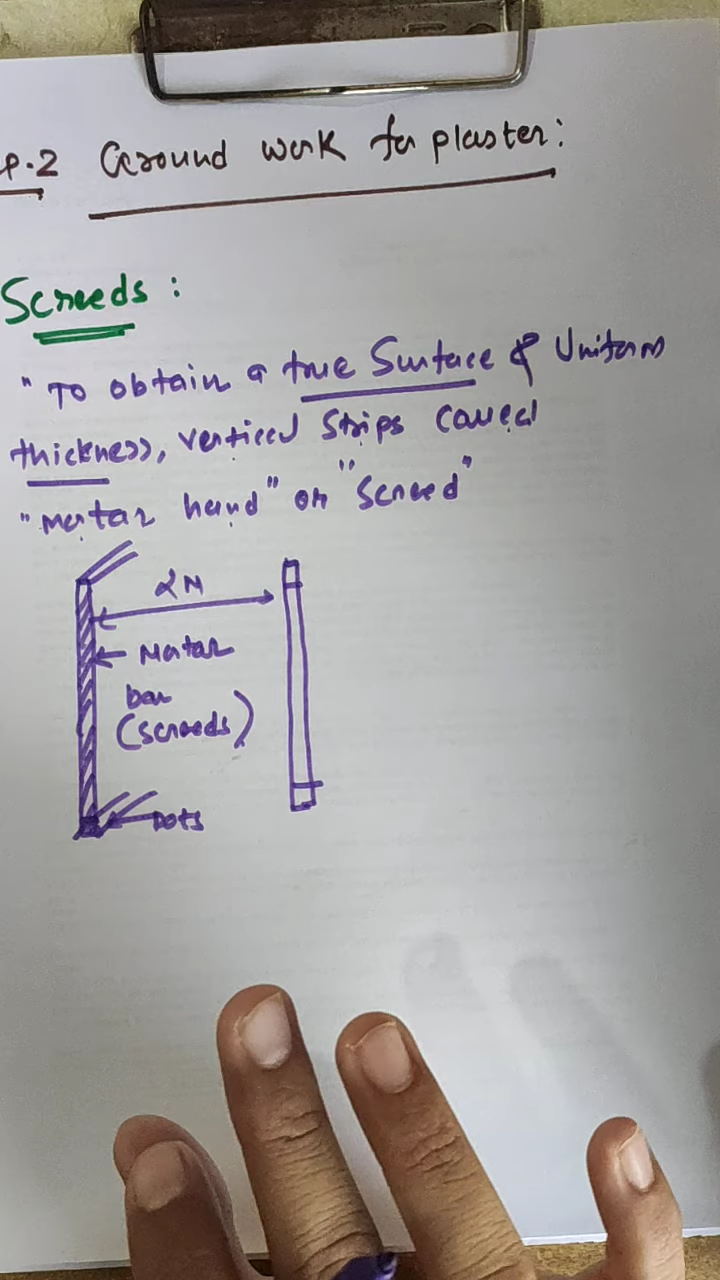 p.2 Ground work for plaster:
Screeds :
"To obtain a true Surface & Uniform
thickness, vertical Strips called
"mortar band" or "Screed"
2M
Mortar
bar
(screeds)
Dots